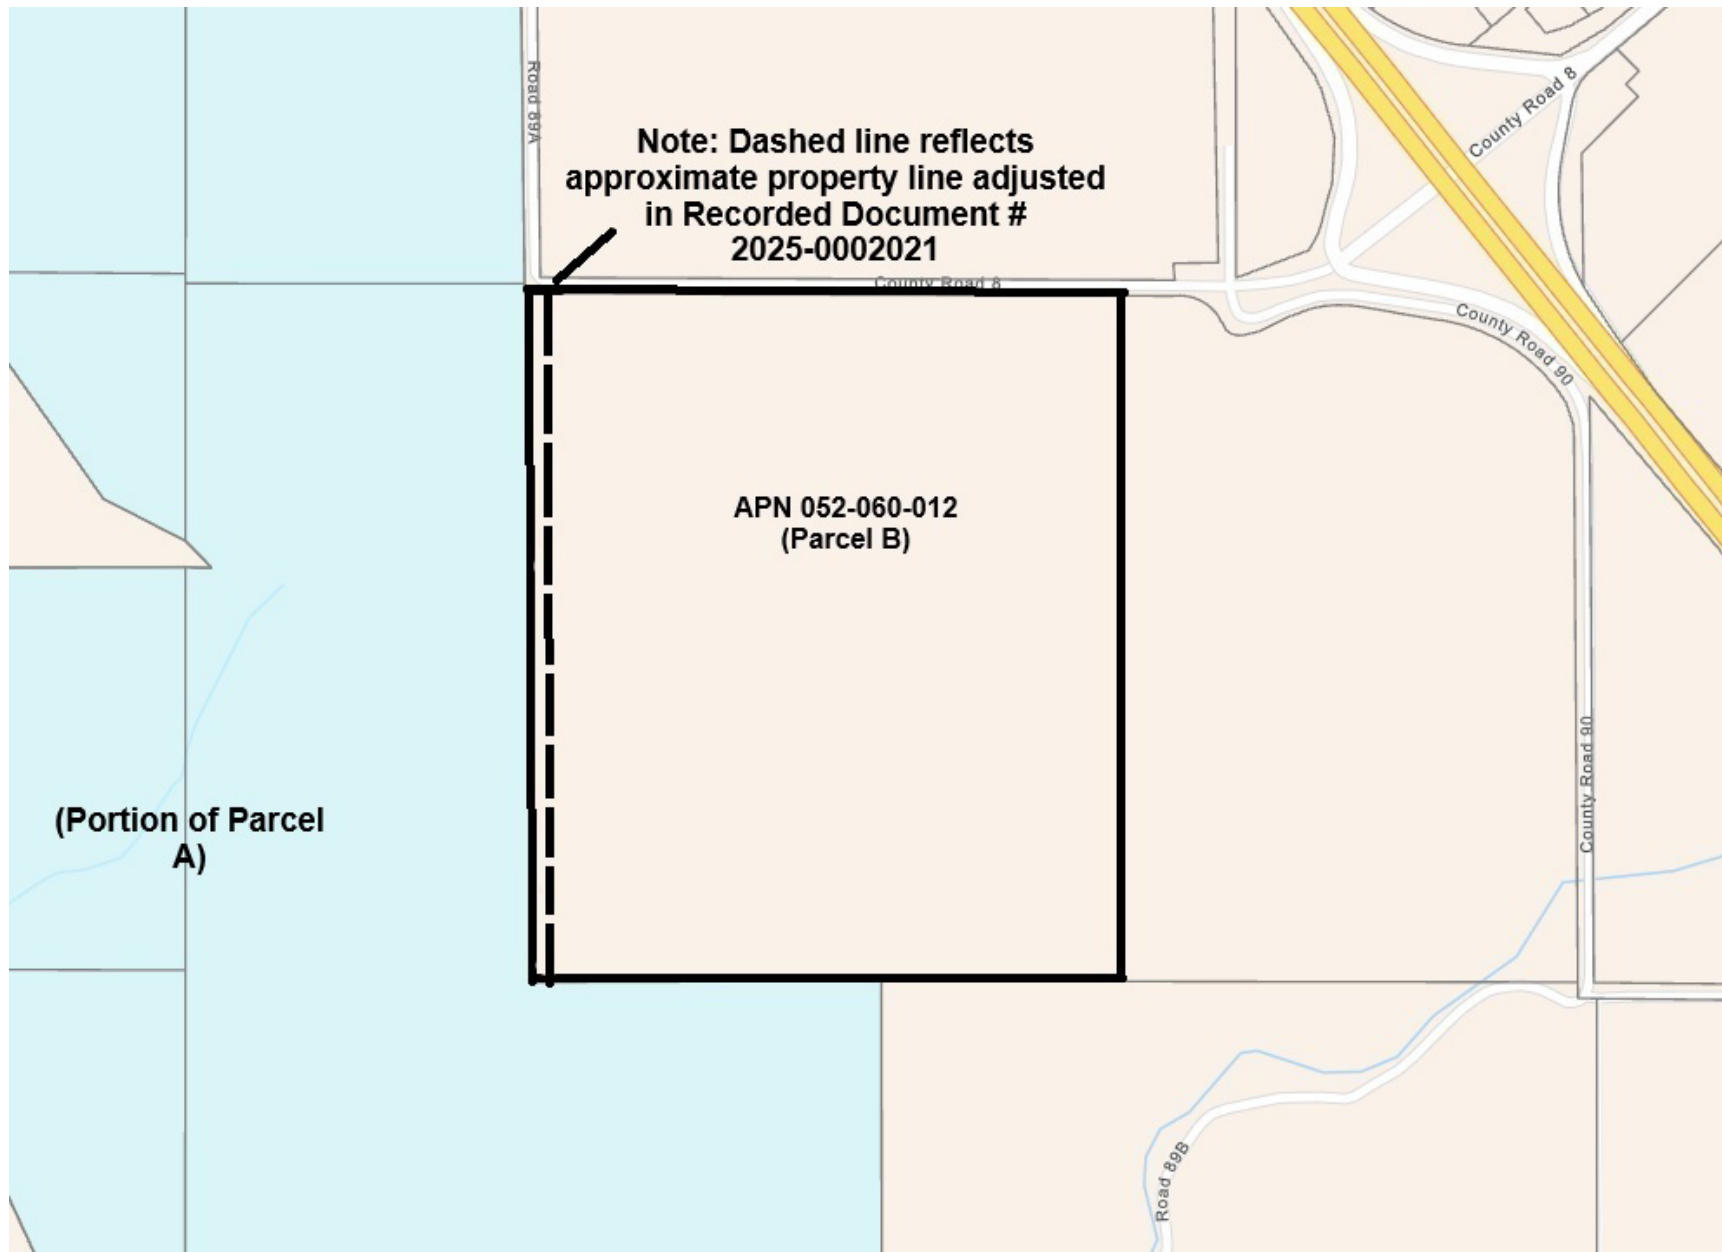 Road 89A
County Road 8
Note: Dashed line reflects
approximate property line adjusted
in Recorded Document #
2025-0002021
County Road 8
County Road 90
APN 052-060-012
(Parcel B)
County Road 90
(Portion of Parcel
A)
Road 89B